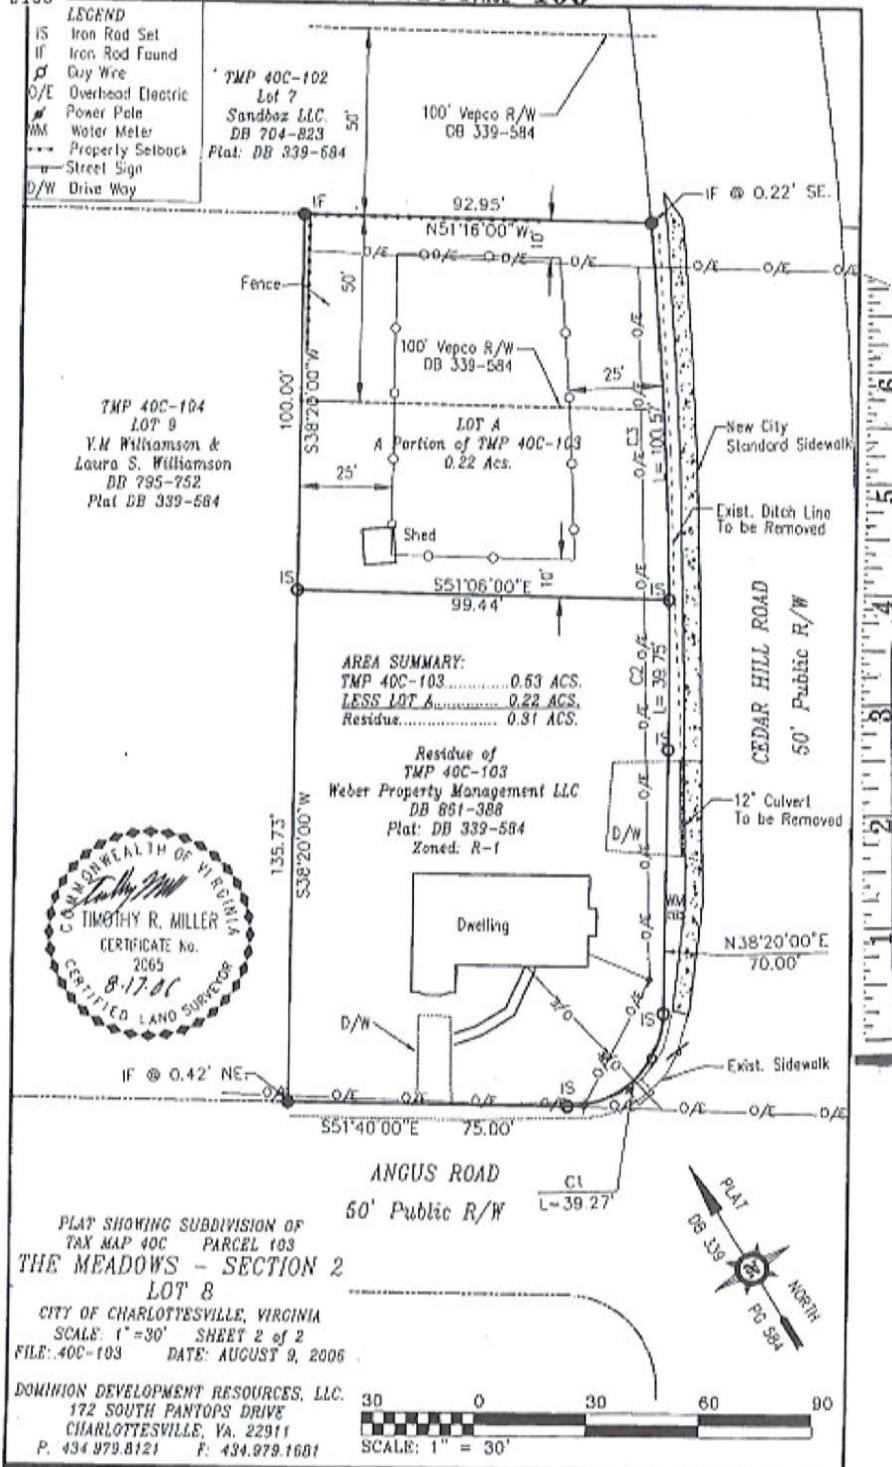 LEGEND
IS Iron Rod Set
IF Iron Rod Found
Guy Wire
O/E Overhead Electric
Power Pole
WM Water Meter
Property Setback
Street Sign
D/W Drive Way
TMP 40C-102
Lot 7
Sandbaz LLC.
DB 704-823
Plat: DB 339-584
50'
100' Vepco R/W
DB 339-584
IF
92.95'
N51°16'00"W
10'
IF @ 0.22' SE.
O/E O/E O/E O/E O/E O/E O/E
Fence
50'
100' Vepco R/W
DB 339-584
25'
O/E
100.00'
S38°20'00"W
TMP 40C-104
LOT 9
V.M Williamson &
Laura S. Williamson
DB 795-752
Plat DB 339-584
LOT A
A Portion of TMP 40C-103
0.22 Acs.
C3
L= 100.57'
O/E
New City
Standard Sidewalk
25'
Exist. Ditch Line
To be Removed
Shed
IS
S51°06'00"E
99.44'
10'
O/E
IS
CEDAR HILL ROAD
50' Public R/W
AREA SUMMARY:
TMP 40C-103 0.53 ACS.
LESS LOT A 0.22 ACS.
Residue 0.31 ACS.
C2
L= 39.75'
O/E
O/E
IS
Residue of
TMP 40C-103
Weber Property Management LLC
DB 861-388
Plat: DB 339-584
Zoned: R-1
D/W
12" Culvert
To be Removed
135.73'
S38°20'00"W
O/E
COMMONWEALTH OF VIRGINIA
TIMOTHY R. MILLER
CERTIFICATE No.
2065
8-17-06
CERTIFIED LAND SURVEYOR
Dwelling
WM
O/E
N38°20'00"E
70.00'
D/W
O/E
O/E
IS
IF @ 0.42' NE.
Exist. Sidewalk
O/E O/E O/E O/E IS O/E O/E O/E O/E
S51°40'00"E 75.00'
ANGUS ROAD
50' Public R/W
C1
L=39.27'
PLAT
DB 339
NORTH
PG 584
PLAT SHOWING SUBDIVISION OF
TAX MAP 40C PARCEL 103
THE MEADOWS - SECTION 2
LOT 8
CITY OF CHARLOTTESVILLE, VIRGINIA
SCALE: 1"=30' SHEET 2 of 2
FILE: 40C-103 DATE: AUGUST 9, 2006
DOMINION DEVELOPMENT RESOURCES, LLC.
172 SOUTH PANTOPS DRIVE
CHARLOTTESVILLE, VA. 22911
P. 434.979.8121 F: 434.979.1681
30 0 30 60 90
SCALE: 1" = 30'
6
5
4
3
2
1